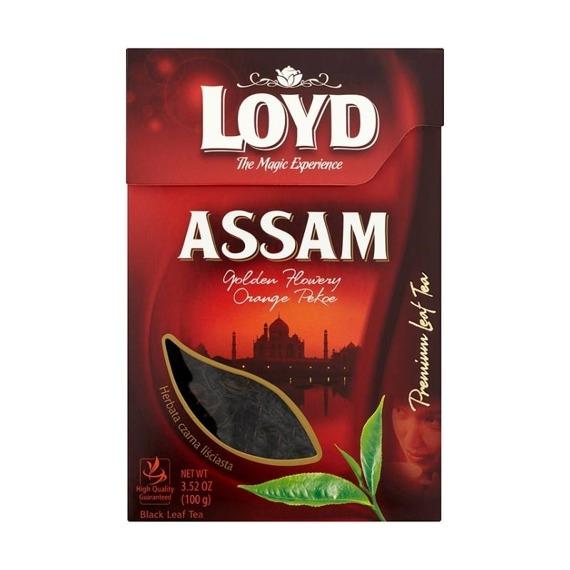 LOYD
The Magic Experience
ASSAM
Golden Flowery
Orange Pekoe
Premium Leaf Tea
Herbata czarna liściasta
High Quality
Guaranteed
NET WT
3.52 OZ
(100 g)
Black Leaf Tea